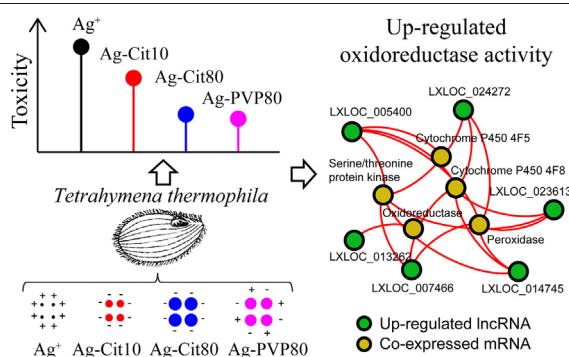 Up-regulated
oxidoreductase activity
Toxicity
Ag+
Ag-Cit10
Ag-Cit80
Ag-PVP80
Tetrahymena thermophila
Ag+
Ag-Cit10
Ag-Cit80
Ag-PVP80
LXLOC_024272
LXLOC_005400
Cytochrome P450 4F5
Serine/threonine
protein kinase
Cytochrome P450 4F8
LXLOC_023613
Oxidoreductase
Peroxidase
LXLOC_013262
LXLOC_007466
LXLOC_014745
Up-regulated lncRNA
Co-expressed mRNA